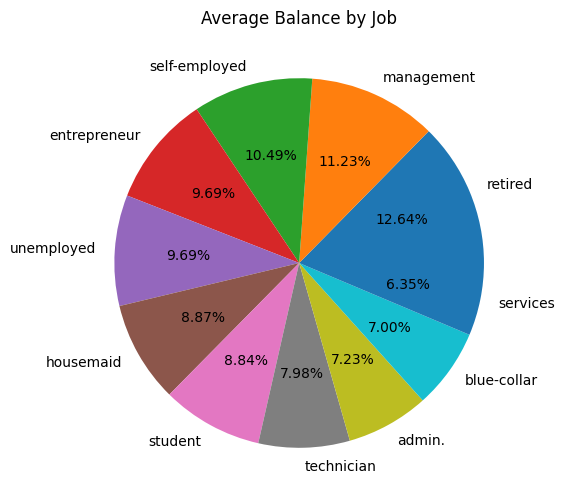 Average Balance by Job
retired
12.64%
management
11.23%
self-employed
10.49%
entrepreneur
9.69%
unemployed
9.69%
housemaid
8.87%
student
8.84%
technician
7.98%
admin.
7.23%
blue-collar
7.00%
services
6.35%